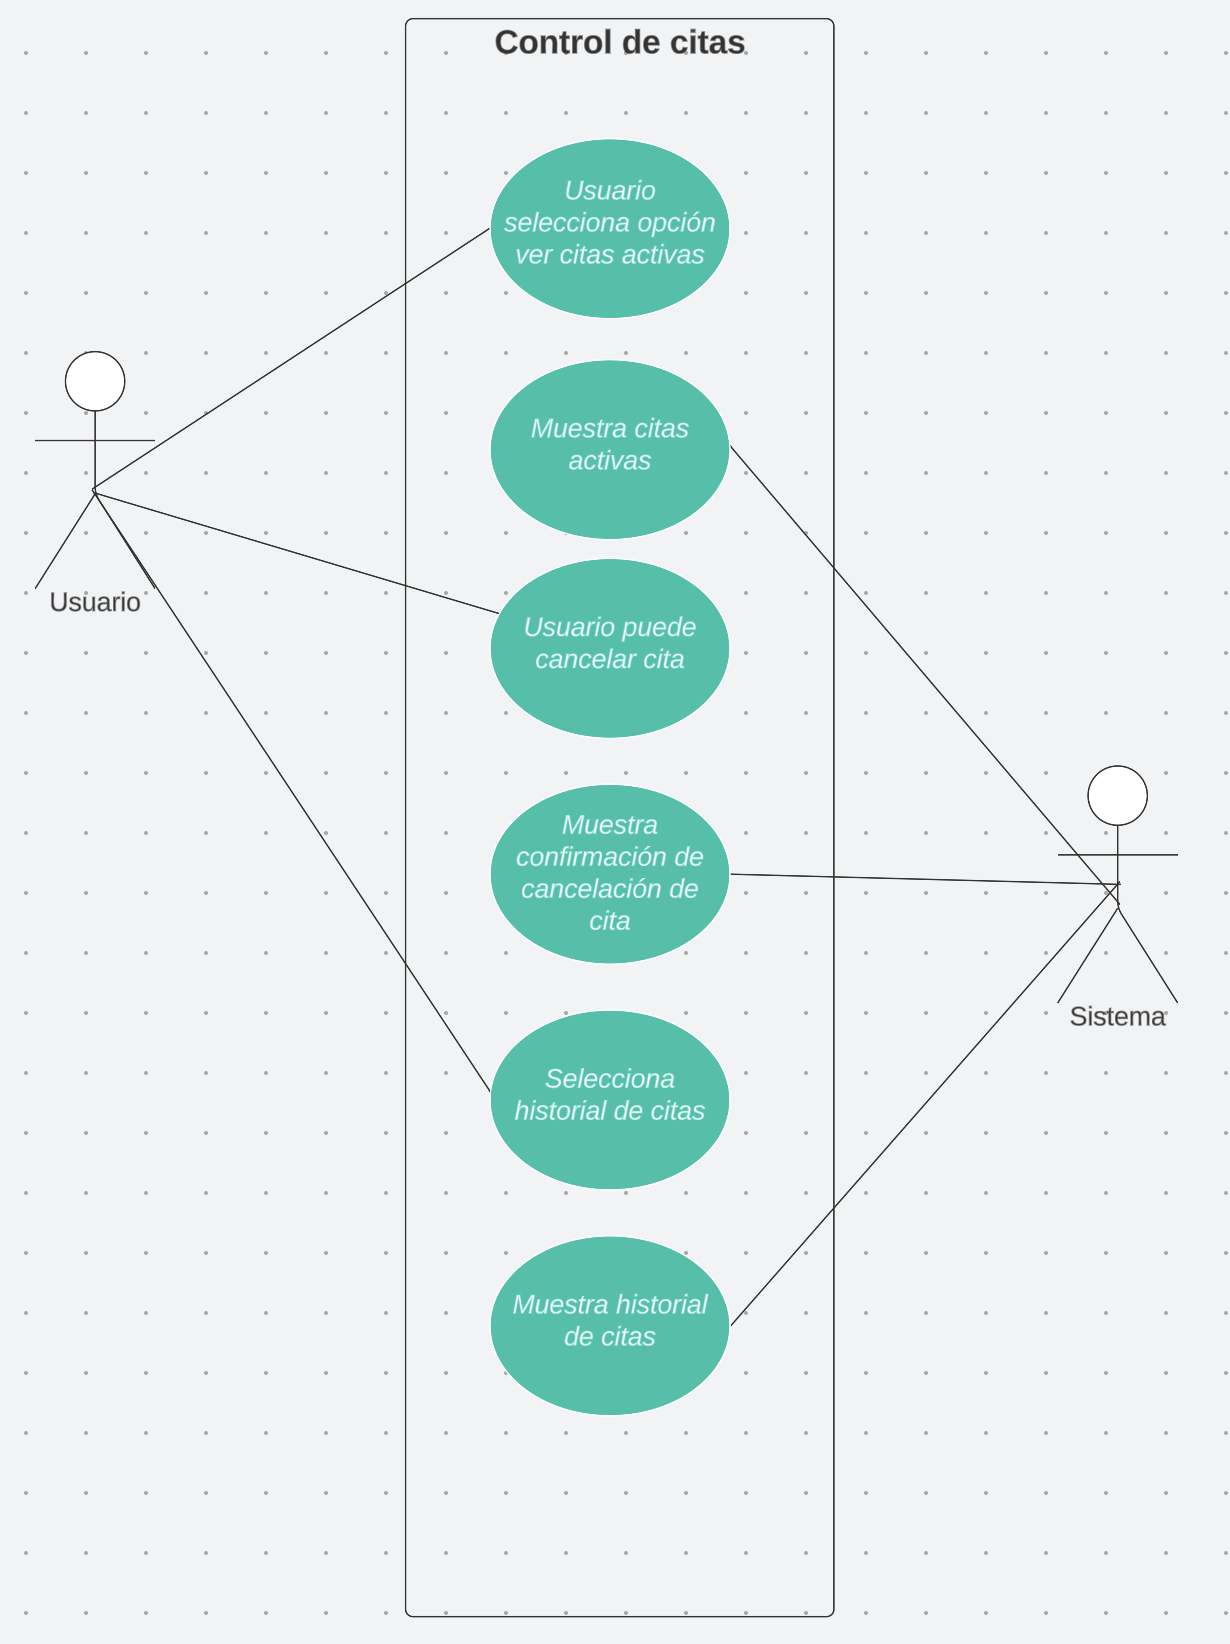 Control de citas
Usuario
selecciona opción
ver citas activas
Muestra citas
activas
Usuario
Usuario puede
cancelar cita
Muestra
confirmación de
cancelación de
cita
Sistema
Selecciona
historial de citas
Muestra historial
de citas